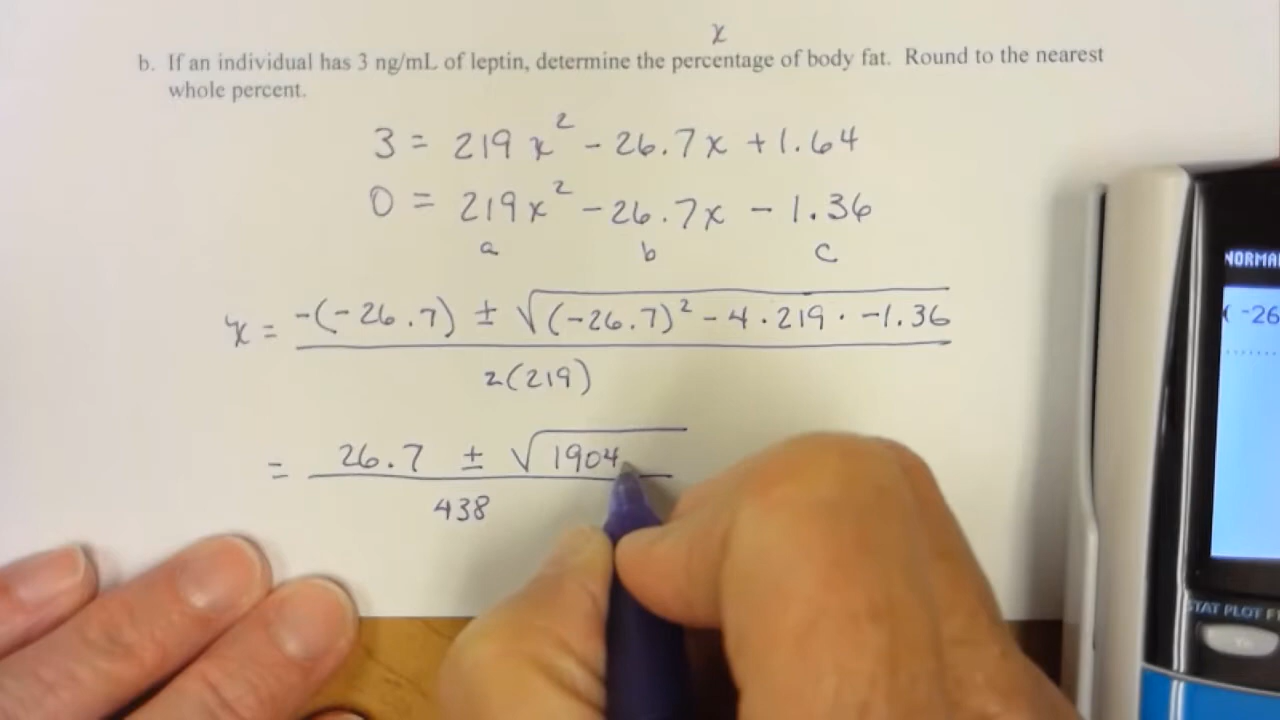 x
b. If an individual has 3 ng/mL of leptin, determine the percentage of body fat. Round to the nearest
whole percent.
3 = 219x² - 26.7x + 1.64
0 = 219x² - 26.7x - 1.36
a b c
x = -(-26.7) ± √(-26.7)² - 4 · 219 · -1.36
2(219)
= 26.7 ± √1904
438
NORMA
(-26
STAT PLOT